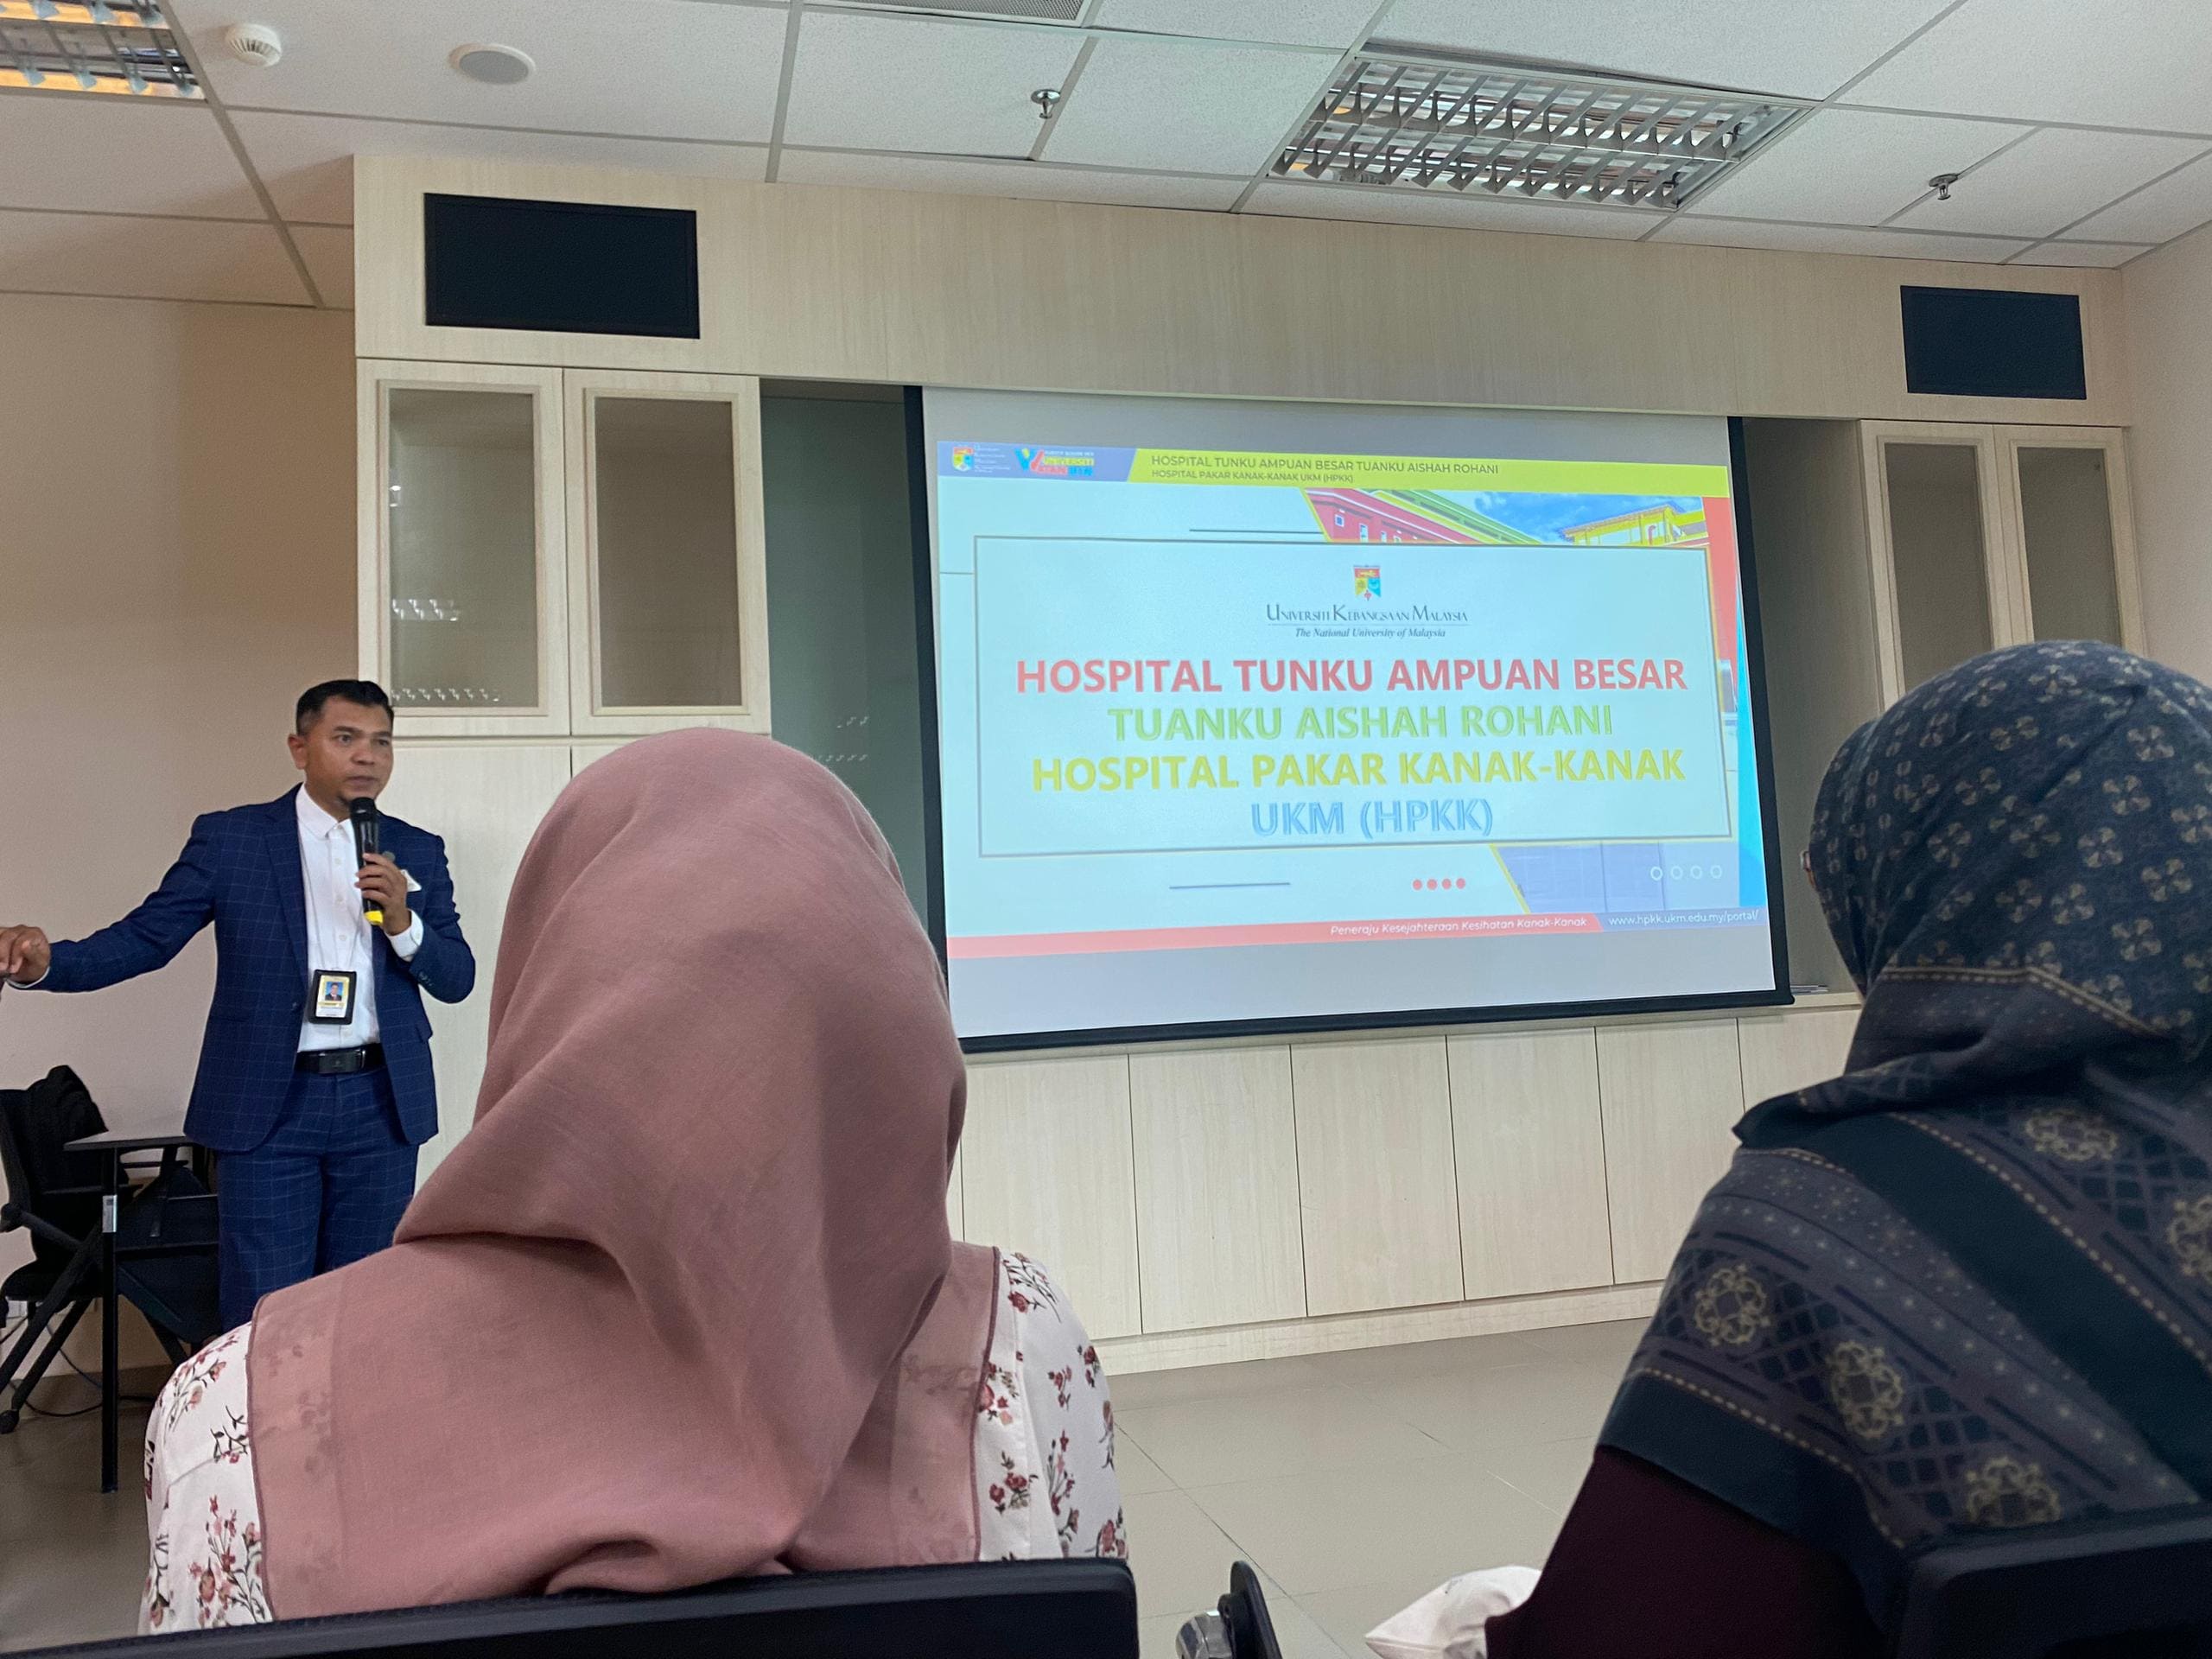 HOSPITAL TUNKU AMPUAN BESAR TUANKU AISHAH ROHANI
HOSPITAL PAKAR KANAK-KANAK UKM (HPKK)
UNIVERSITI KEBANGSAAN MALAYSIA
The National University of Malaysia
HOSPITAL TUNKU AMPUAN BESAR
TUANKU AISHAH ROHANI
HOSPITAL PAKAR KANAK-KANAK
UKM (HPKK)
Peneraju Kesejahteraan Kesihatan Kanak-Kanak
www.hpkk.ukm.edu.my/portal/